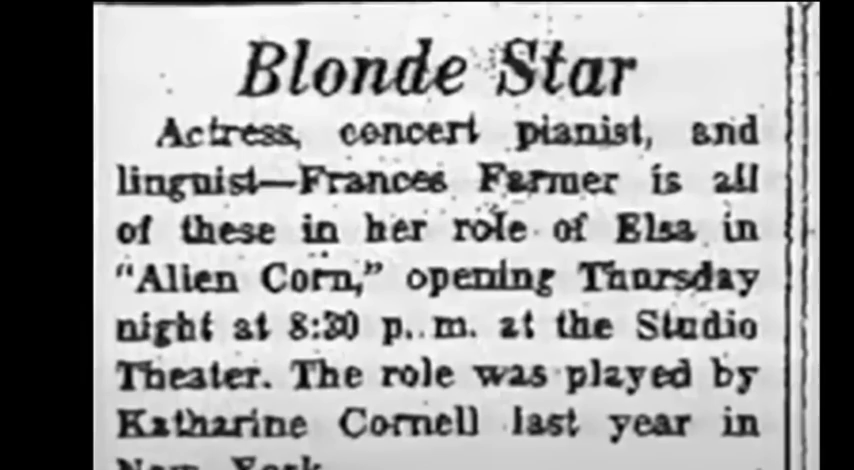 Blonde Star
Actress, concert pianist, and
linguist—Frances Farmer is all
of these in her role of Elsa in
"Alien Corn," opening Thursday
night at 8:30 p. m. at the Studio
Theater. The role was played by
Katharine Cornell last year in
New York